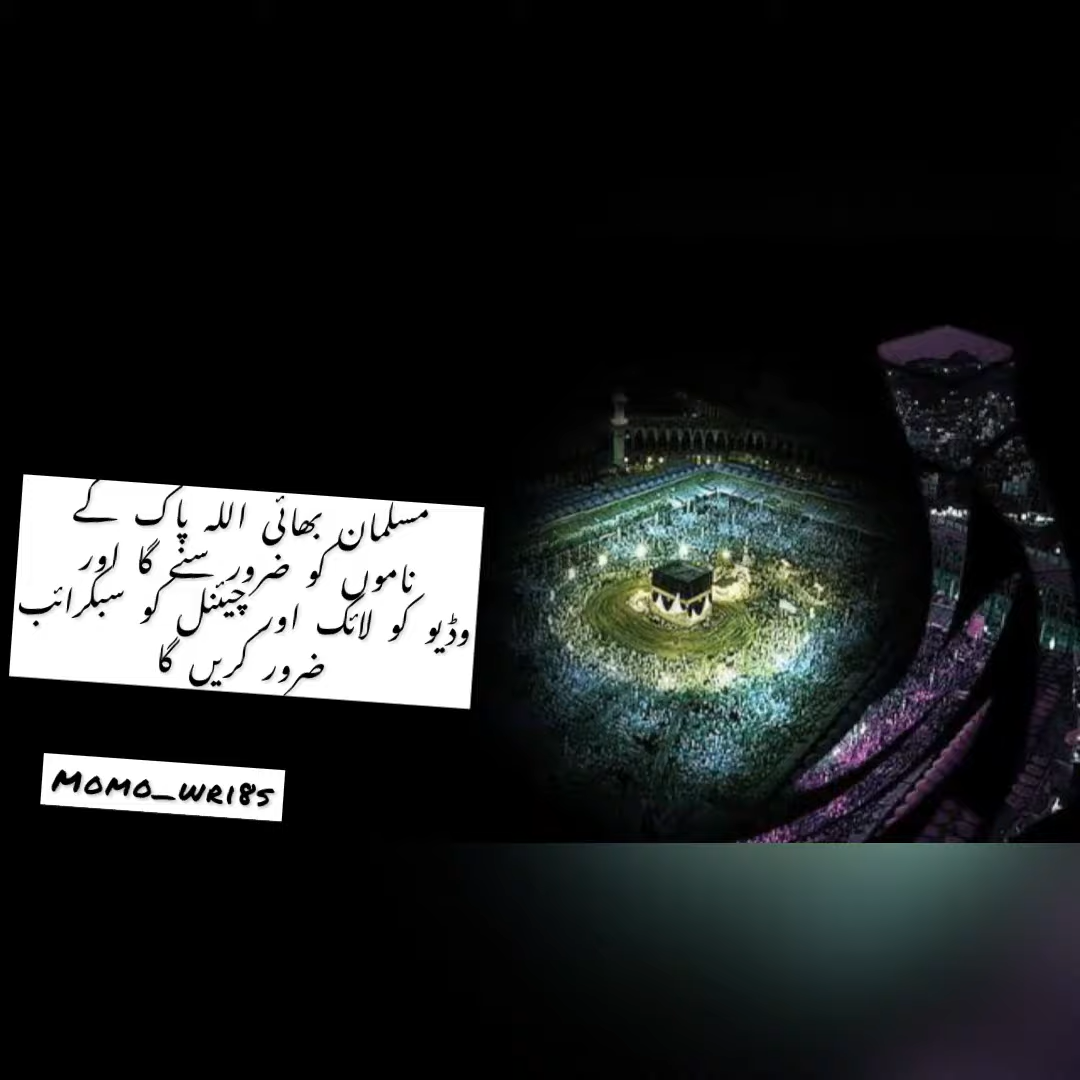 مسلمان بھائی اللہ پاک کے
ناموں کو ضرور سنے گا اور
وڈیو کو لائک اور چیئنل کو سبکرائب
ضرور کریں گا
MOMO_WRI85